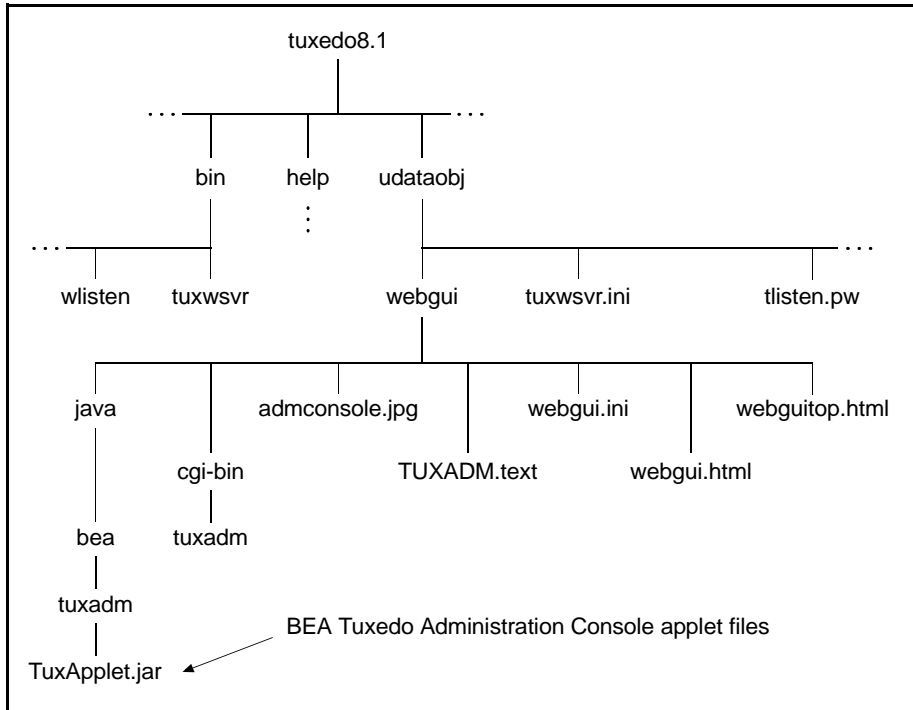 tuxedo8.1
... ...
bin help udataobj
... ...
wlisten tuxwsvr webgui tuxwsvr.ini tlisten.pw
java admconsole.jpg webgui.ini webguitop.html
cgi-bin TUXADM.text webgui.html
bea tuxadm
tuxadm
BEA Tuxedo Administration Console applet files
TuxApplet.jar